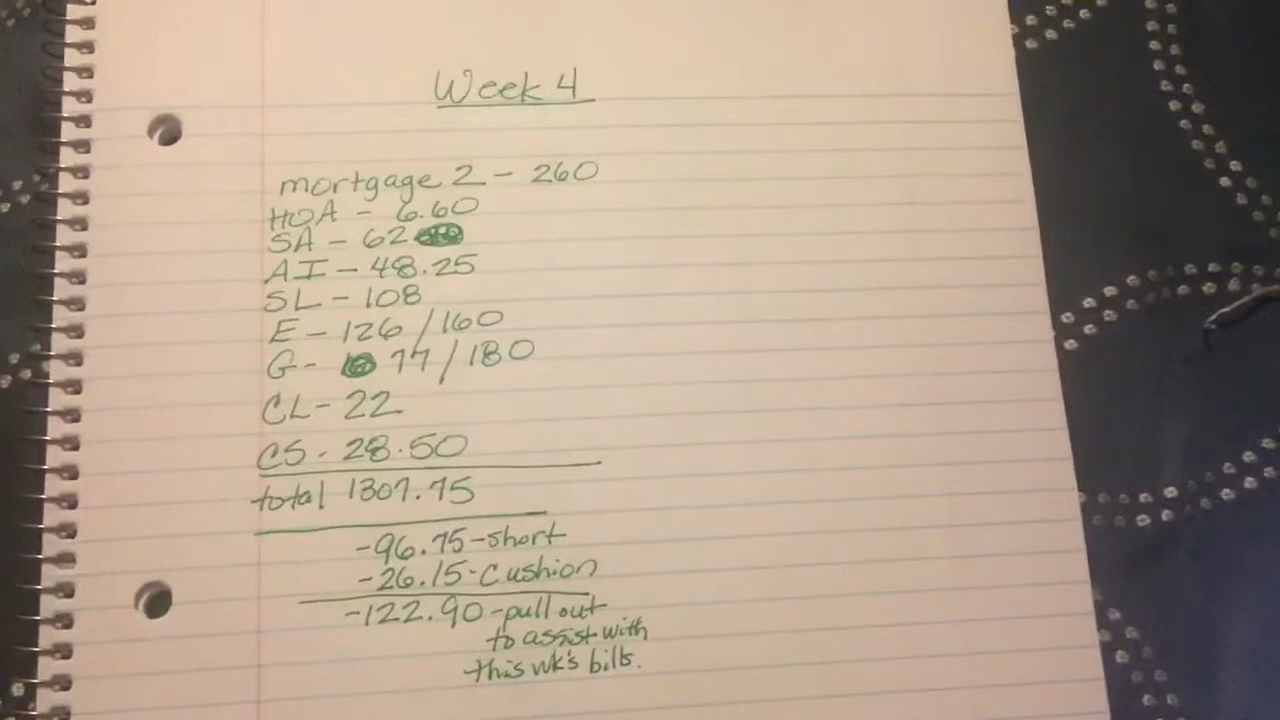 Week 4
mortgage 2 - 260
HOA - 6.60
SA - 62
AI - 48.25
SL - 108
E - 126 / 160
G - 77 / 180
CL - 22
CS - 28.50
total 1307.75
-96.75 - short
-26.15 - Cushion
-122.90 - pull out
to assist with
this wk's bills.